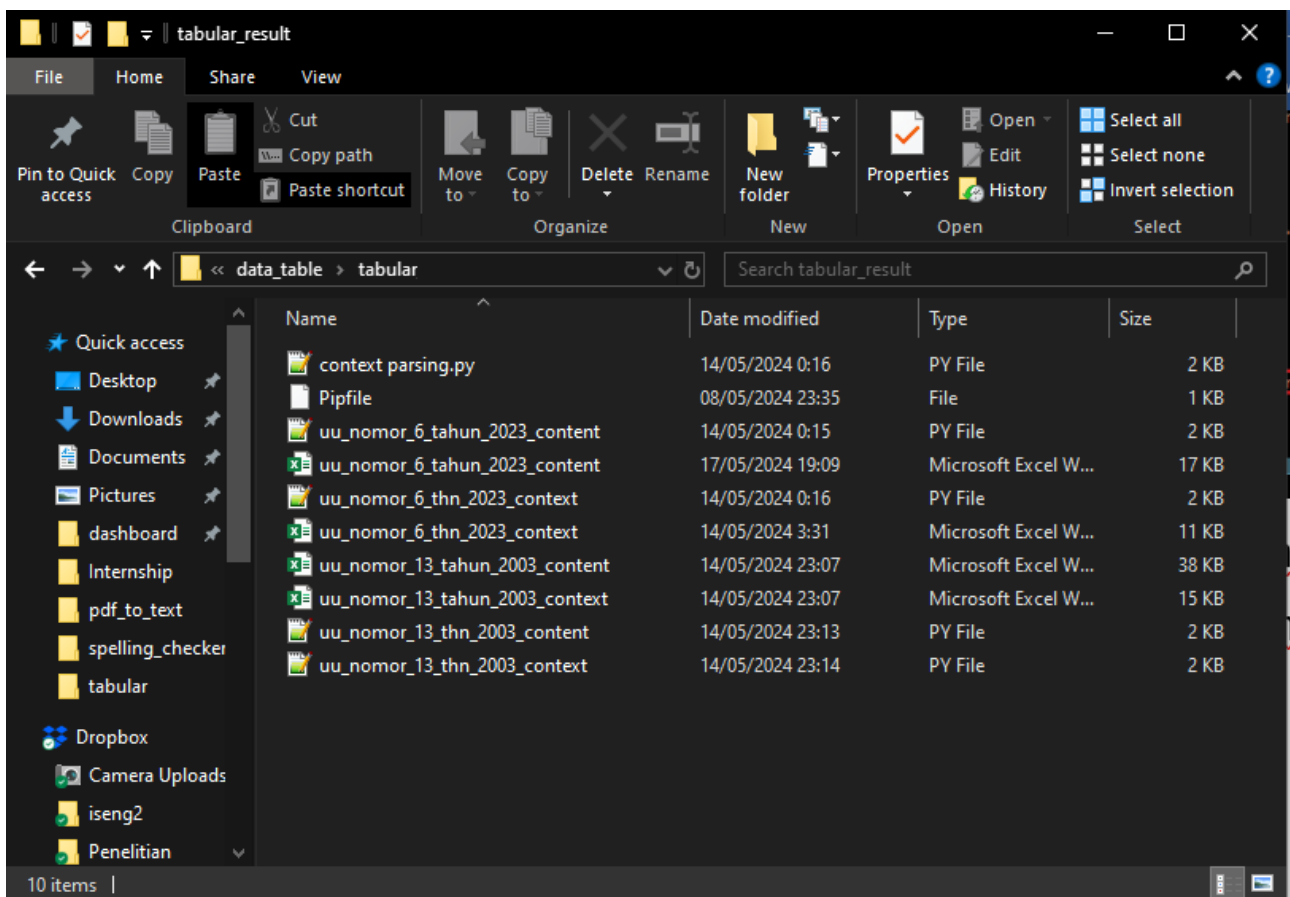 tabular_result
File Home Share View
Pin to Quick access
Copy
Paste
Cut
Copy path
Paste shortcut
Move to
Copy to
Delete
Rename
New folder
Properties
Open
Edit
History
Select all
Select none
Invert selection
Clipboard Organize New Open Select
« data_table › tabular
Search tabular_result
Name Date modified Type Size
Quick access
Desktop
Downloads
Documents
Pictures
dashboard
Internship
pdf_to_text
spelling_checker
tabular
Dropbox
Camera Uploads
iseng2
Penelitian
context parsing.py 14/05/2024 0:16 PY File 2 KB
Pipfile 08/05/2024 23:35 File 1 KB
uu_nomor_6_tahun_2023_content 14/05/2024 0:15 PY File 2 KB
uu_nomor_6_tahun_2023_content 17/05/2024 19:09 Microsoft Excel W... 17 KB
uu_nomor_6_thn_2023_context 14/05/2024 0:16 PY File 2 KB
uu_nomor_6_thn_2023_context 14/05/2024 3:31 Microsoft Excel W... 11 KB
uu_nomor_13_tahun_2003_content 14/05/2024 23:07 Microsoft Excel W... 38 KB
uu_nomor_13_tahun_2003_context 14/05/2024 23:07 Microsoft Excel W... 15 KB
uu_nomor_13_thn_2003_content 14/05/2024 23:13 PY File 2 KB
uu_nomor_13_thn_2003_context 14/05/2024 23:14 PY File 2 KB
10 items